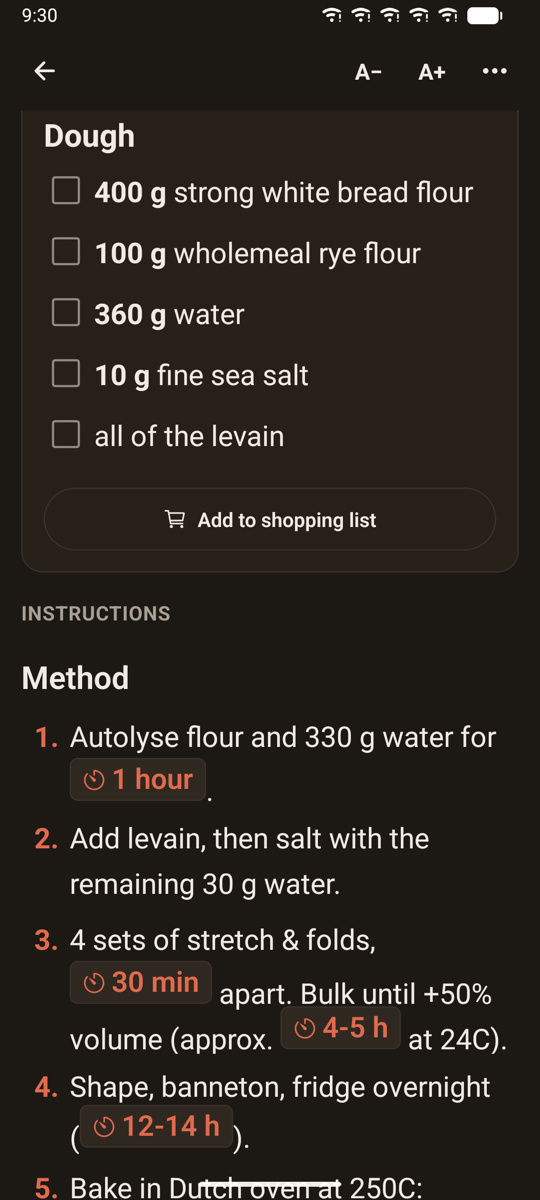 9:30
A- A+
Dough
400 g strong white bread flour
100 g wholemeal rye flour
360 g water
10 g fine sea salt
all of the levain
Add to shopping list
INSTRUCTIONS
Method
1. Autolyse flour and 330 g water for
1 hour.
2. Add levain, then salt with the
remaining 30 g water.
3. 4 sets of stretch & folds,
30 min apart. Bulk until +50%
volume (approx. 4-5 h at 24C).
4. Shape, banneton, fridge overnight
(12-14 h).
5. Bake in Dutch oven at 250C: